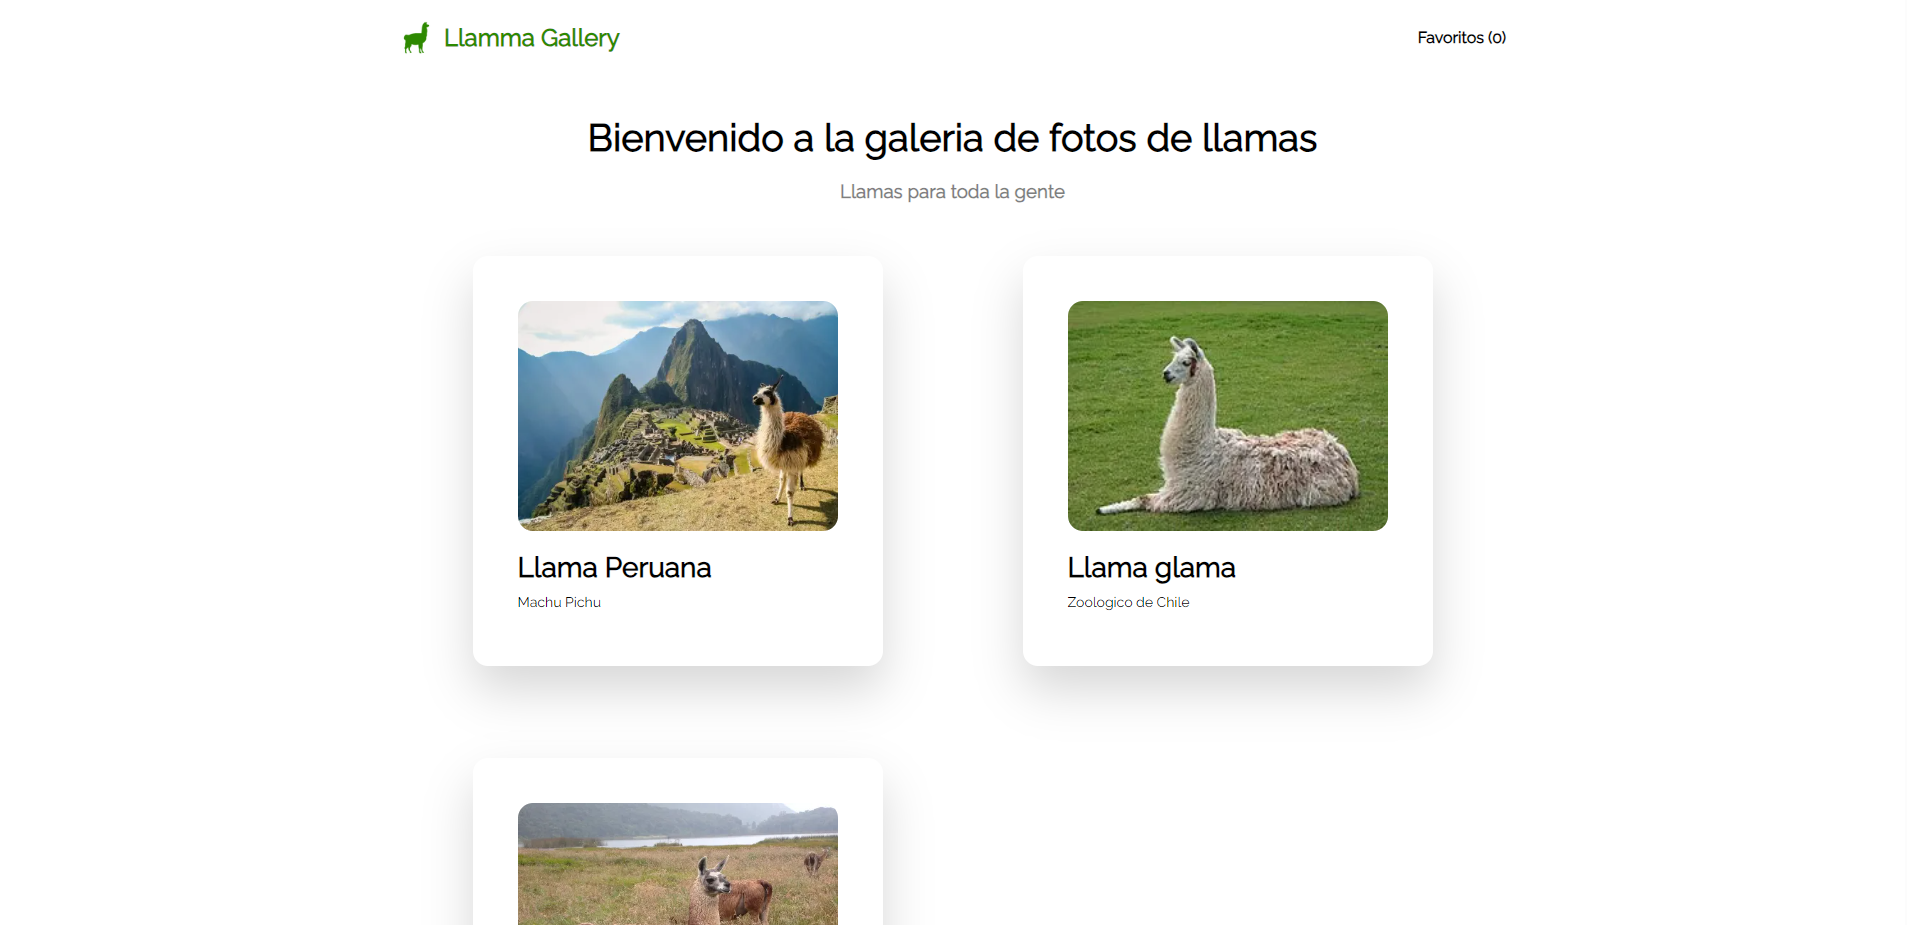 Llamma Gallery
Favoritos (0)
Bienvenido a la galeria de fotos de llamas
Llamas para toda la gente
Llama Peruana
Machu Pichu
Llama glama
Zoologico de Chile